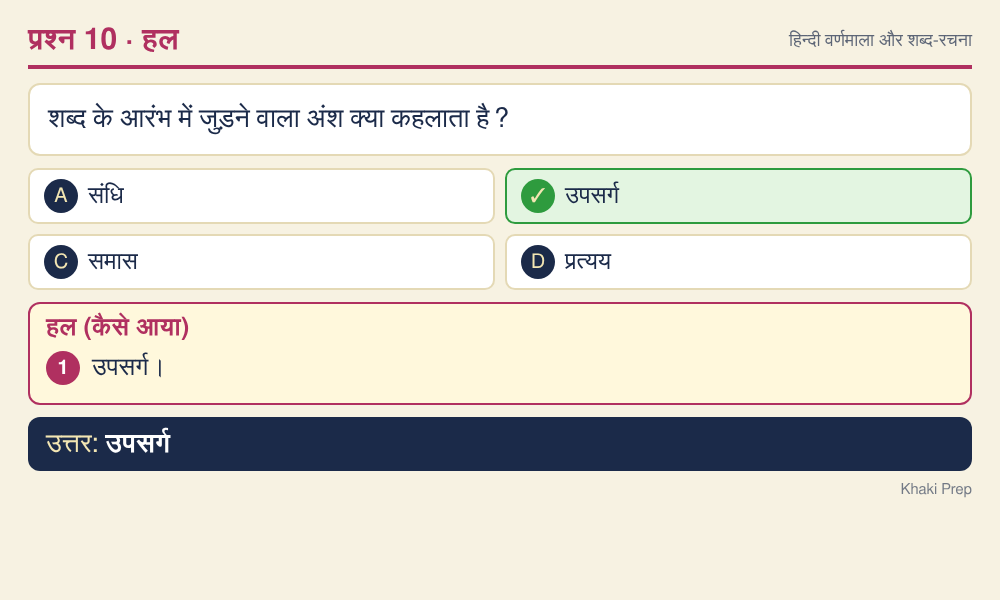 प्रश्न 10 · हल
हिन्दी वर्णमाला और शब्द-रचना
शब्द के आरंभ में जुड़ने वाला अंश क्या कहलाता है ?
A संधि
✓ उपसर्ग
C समास
D प्रत्यय
हल (कैसे आया)
1 उपसर्ग।
उत्तर: उपसर्ग
Khaki Prep